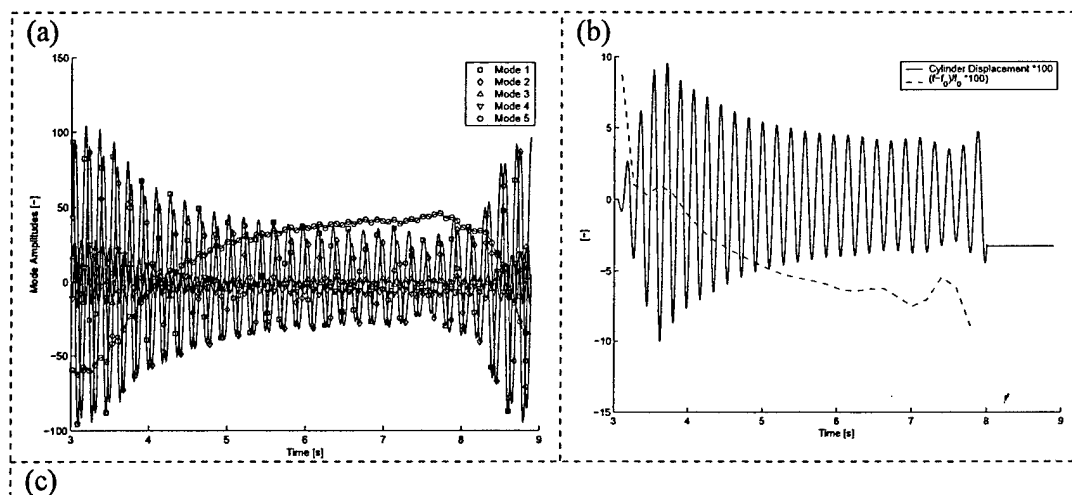 (a)
150
Mode 1
Mode 2
Mode 3
Mode 4
Mode 5
100
50
0
-50
-100
Mode Amplitudes [-]
3 4 5 6 7 8 9
Time [s]
(b)
10
Cylinder Displacement *100
(f-f0)/f0 *100)
5
0
-5
-10
-15
[-]
3 4 5 6 7 8 9
Time [s]
(c)